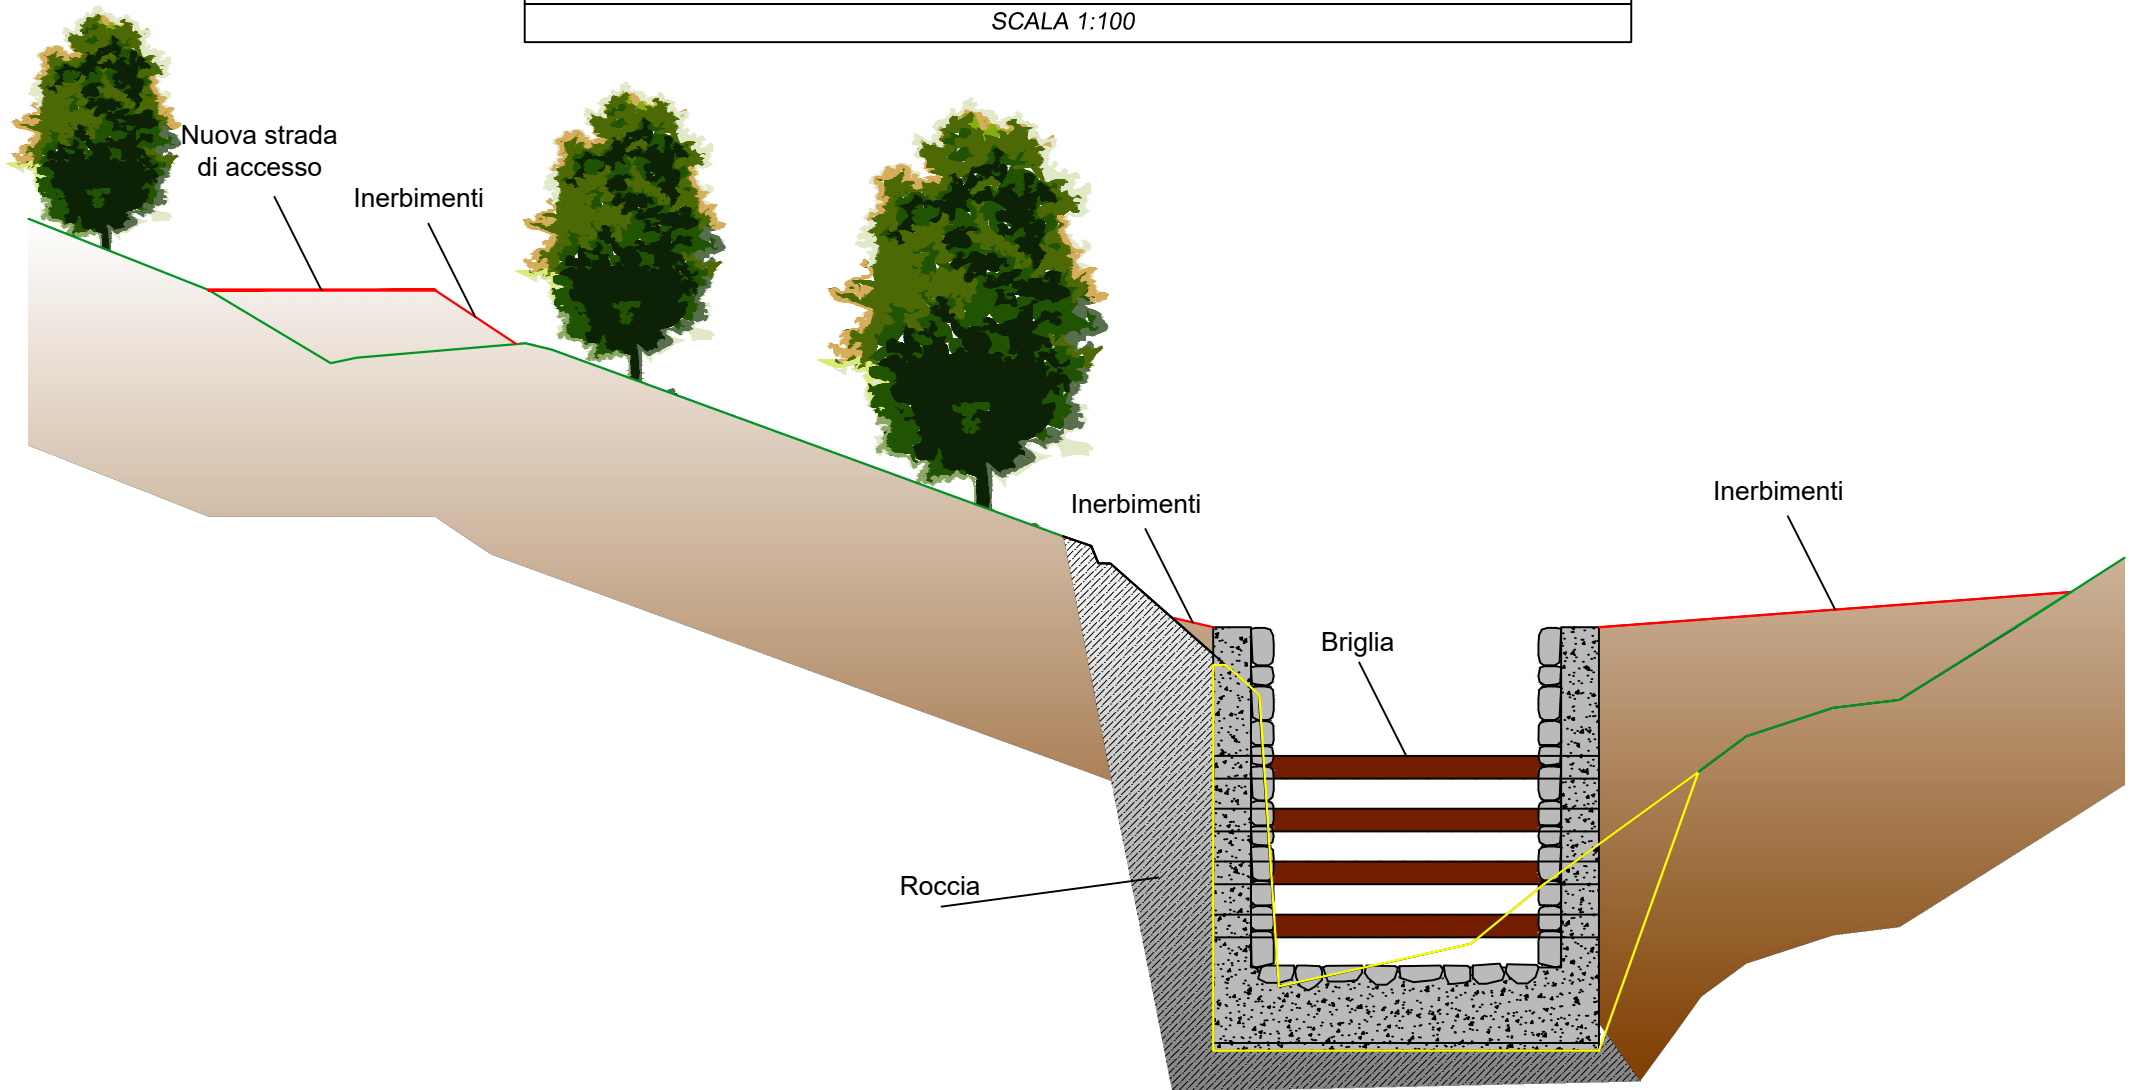 SCALA 1:100
Nuova strada
di accesso
Inerbimenti
Inerbimenti
Inerbimenti
Briglia
Roccia